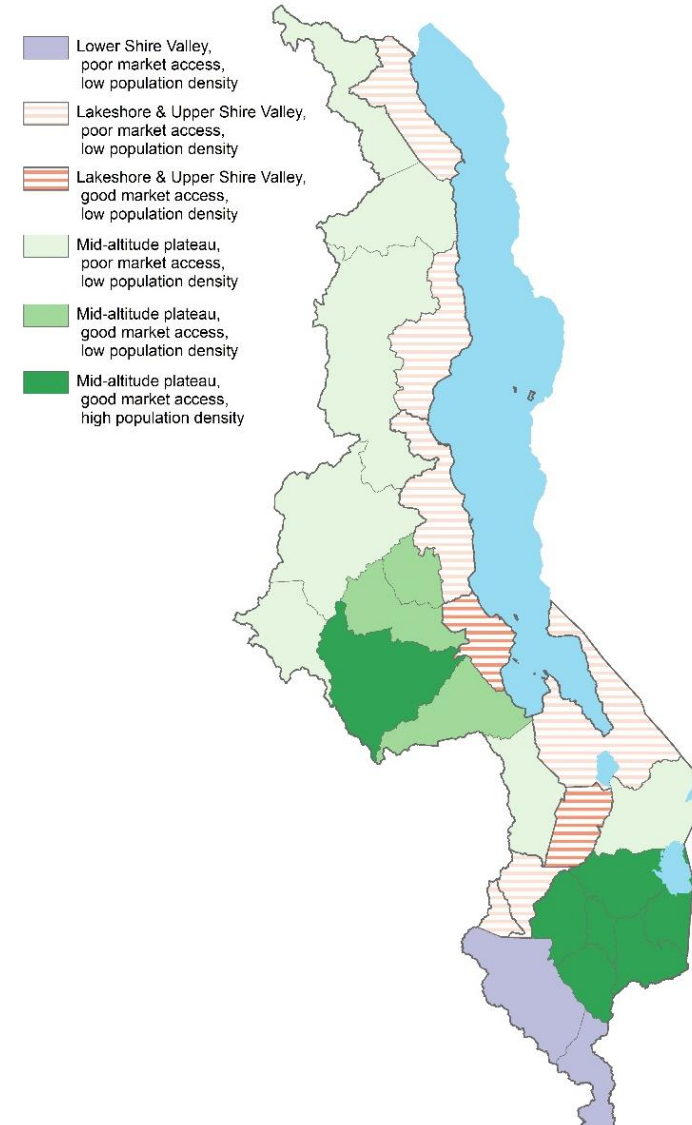 Lower Shire Valley,
poor market access,
low population density
Lakeshore & Upper Shire Valley,
poor market access,
low population density
Lakeshore & Upper Shire Valley,
good market access,
low population density
Mid-altitude plateau,
poor market access,
low population density
Mid-altitude plateau,
good market access,
low population density
Mid-altitude plateau,
good market access,
high population density